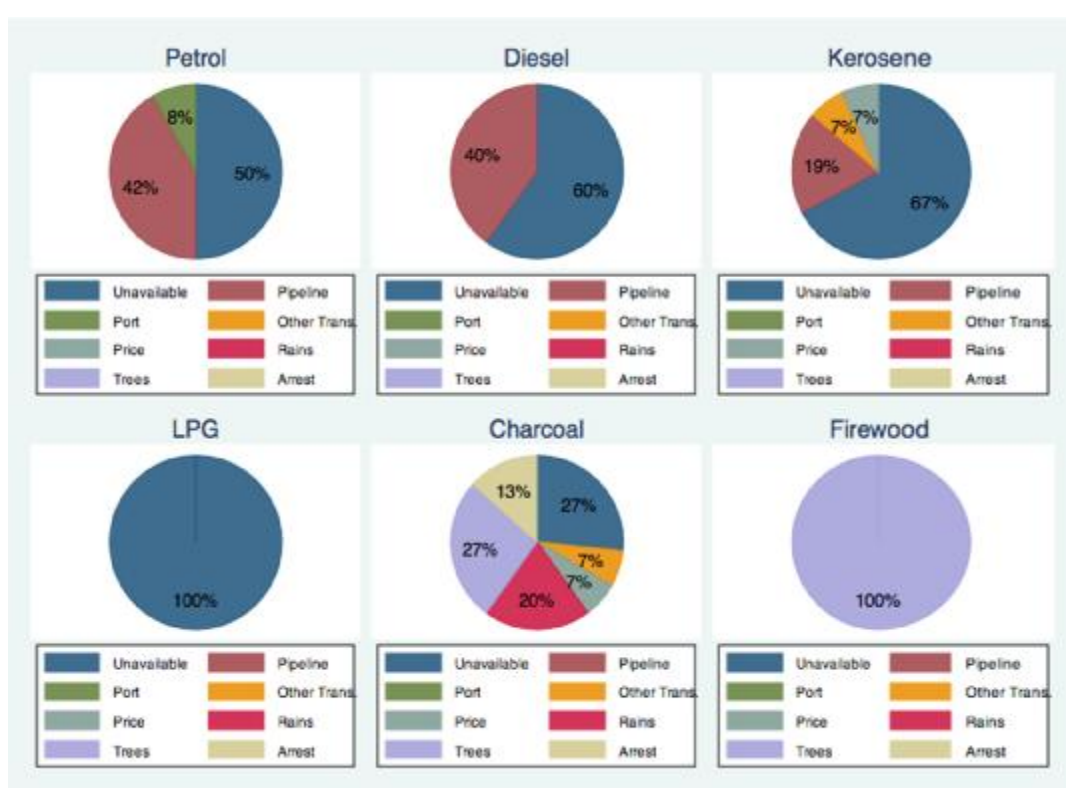 Petrol Diesel Kerosene
8% 50% 42%
40% 60%
7% 7% 19% 67%
Unavailable Pipeline Unavailable Pipeline Unavailable Pipeline
Port Other Trans. Port Other Trans. Port Other Trans.
Price Rains Price Rains Price Rains
Trees Arrest Trees Arrest Trees Arrest
LPG Charcoal Firewood
100%
13% 27% 27% 7% 7% 20%
100%
Unavailable Pipeline Unavailable Pipeline Unavailable Pipeline
Port Other Trans. Port Other Trans. Port Other Trans.
Price Rains Price Rains Price Rains
Trees Arrest Trees Arrest Trees Arrest